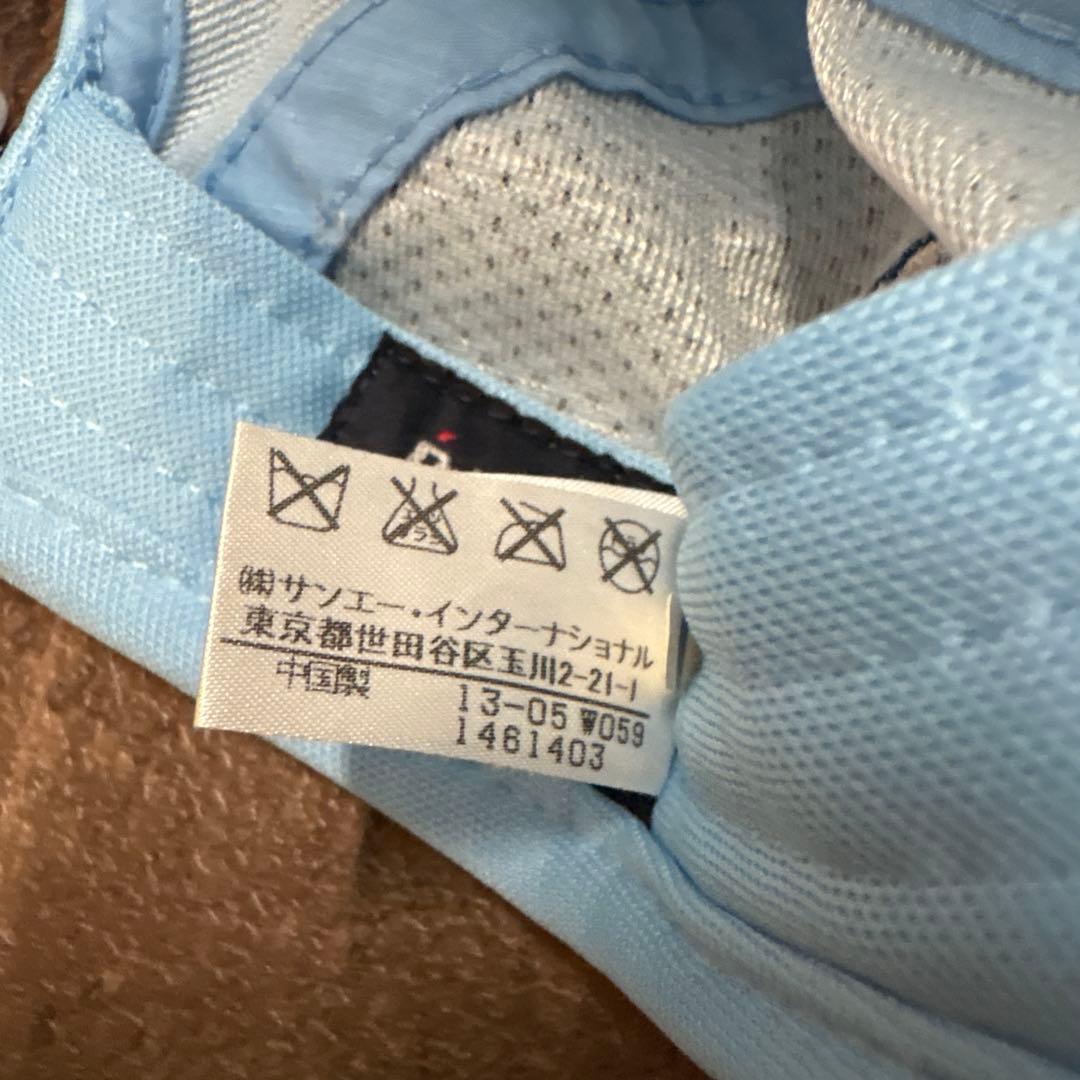 ㈱サンエー・インターナショナル
東京都世田谷区玉川2-21-1
中国製
13-05 W059
1461403